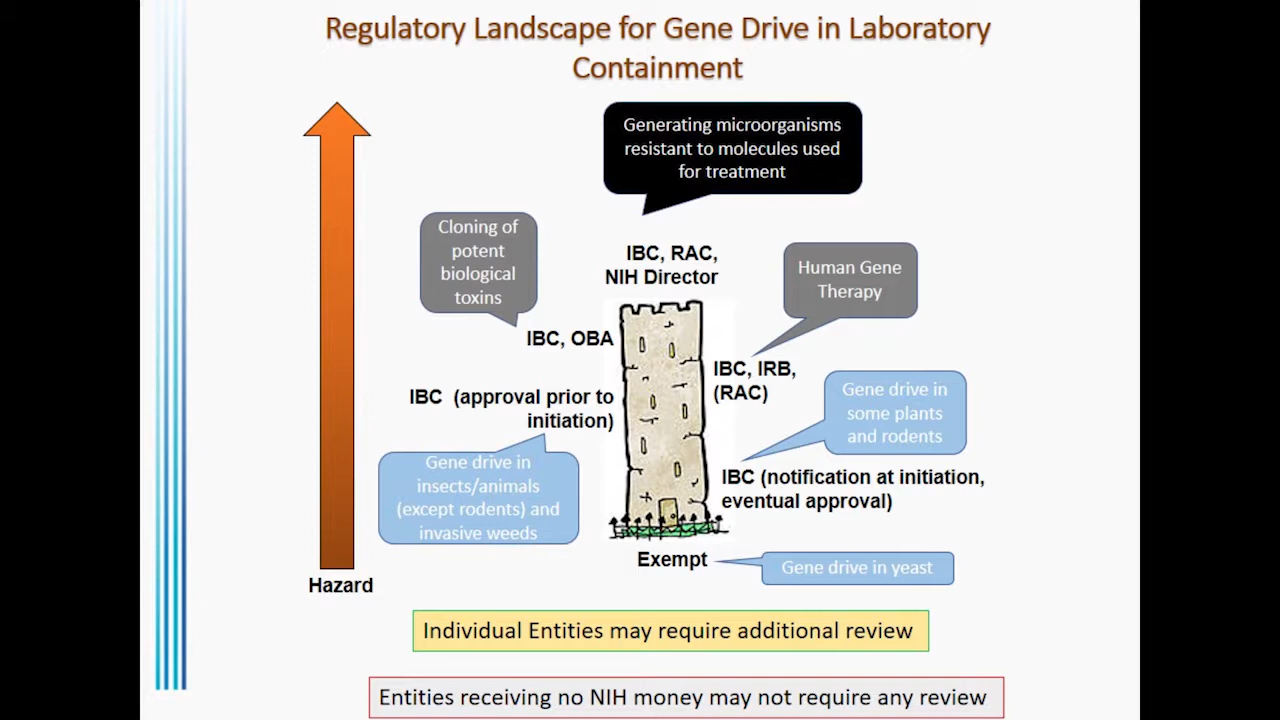 Regulatory Landscape for Gene Drive in Laboratory
Containment
Generating microorganisms
resistant to molecules used
for treatment
Cloning of
potent
biological
toxins
IBC, RAC,
NIH Director
Human Gene
Therapy
IBC, OBA
IBC, IRB,
(RAC)
IBC (approval prior to
initiation)
Gene drive in
some plants
and rodents
Gene drive in
insects/animals
(except rodents) and
invasive weeds
IBC (notification at initiation,
eventual approval)
Exempt
Gene drive in yeast
Hazard
Individual Entities may require additional review
Entities receiving no NIH money may not require any review